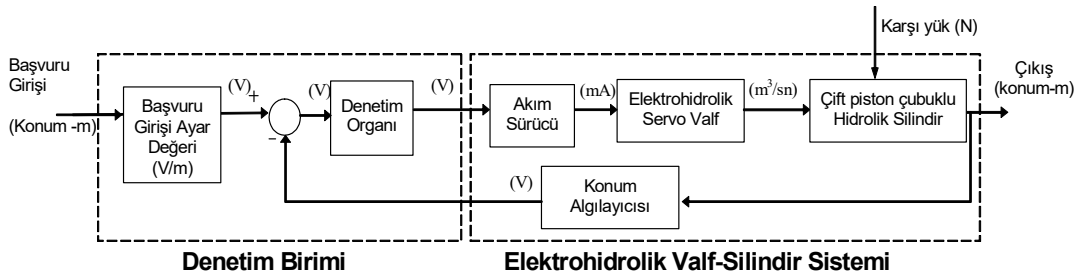 Karşı yük (N)
Başvuru
Girişi
(Konum -m)
(V)
+
-
(V)
(V)
(mA)
(m³/sn)
Çıkış
(konum-m)
Başvuru
Girişi Ayar
Değeri
(V/m)
Denetim
Organı
Akım
Sürücü
Elektrohidrolik
Servo Valf
Çift piston çubuklu
Hidrolik Silindir
(V)
Konum
Algılayıcısı
Denetim Birimi
Elektrohidrolik Valf-Silindir Sistemi